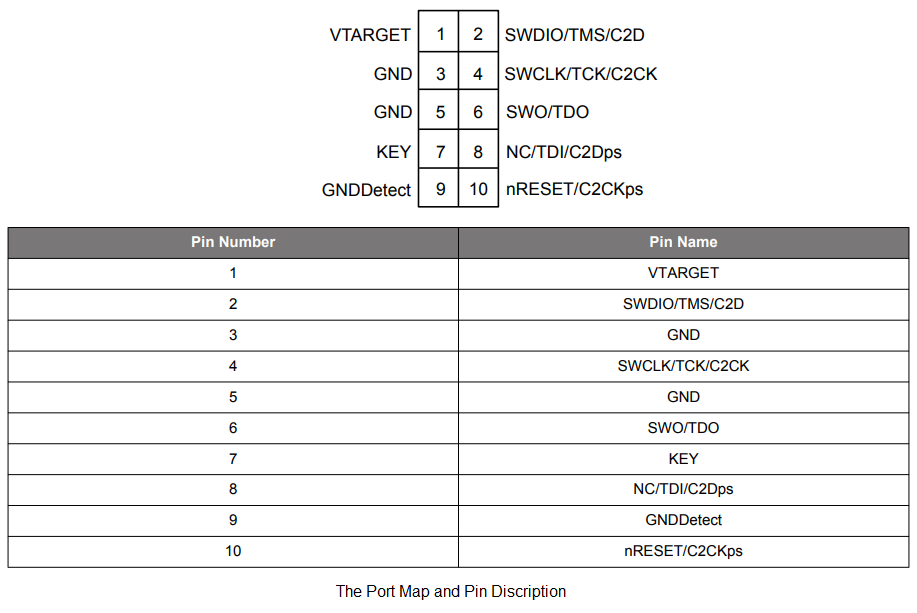 VTARGET 1 2 SWDIO/TMS/C2D
GND 3 4 SWCLK/TCK/C2CK
GND 5 6 SWO/TDO
KEY 7 8 NC/TDI/C2Dps
GNDDetect 9 10 nRESET/C2CKps
Pin Number Pin Name
1 VTARGET
2 SWDIO/TMS/C2D
3 GND
4 SWCLK/TCK/C2CK
5 GND
6 SWO/TDO
7 KEY
8 NC/TDI/C2Dps
9 GNDDetect
10 nRESET/C2CKps
The Port Map and Pin Discription